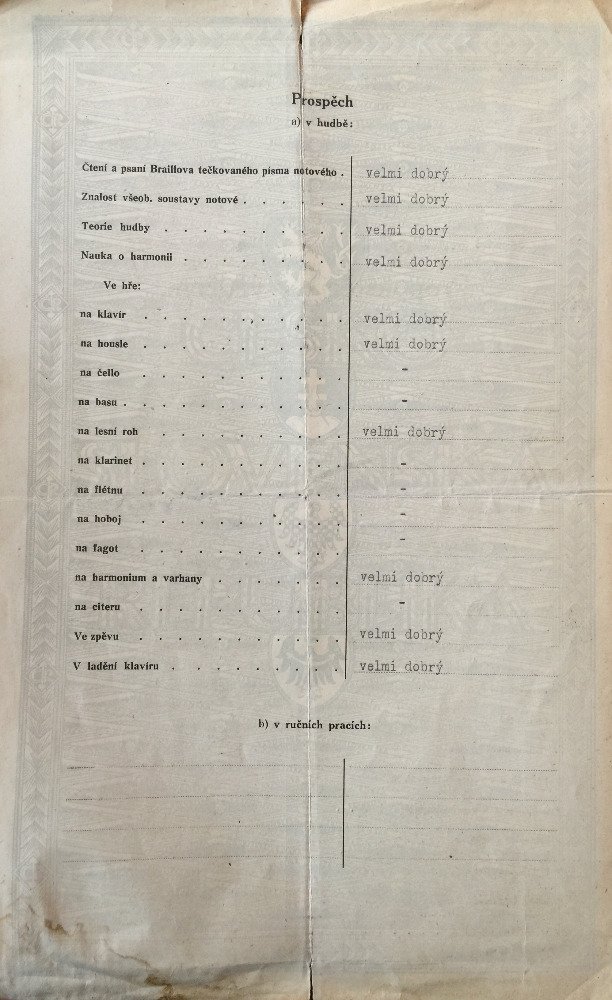 Prospěch
a) v hudbě:
Čtení a psaní Braillova tečkovaného písma notového . velmi dobrý
Znalost všeob. soustavy notové . . . . . . velmi dobrý
Teorie hudby . . . . . . . . . . velmi dobrý
Nauka o harmonii . . . . . . . . . velmi dobrý
Ve hře:
na klavír . . . . . . . . . . . velmi dobrý
na housle . . . . . . . . . . . velmi dobrý
na čello . . . . . . . . . . . -
na basu . . . . . . . . . . . . -
na lesní roh . . . . . . . . . . velmi dobrý
na klarinet . . . . . . . . . . . -
na flétnu . . . . . . . . . . . -
na hoboj . . . . . . . . . . . -
na fagot . . . . . . . . . . . -
na harmonium a varhany . . . . . . . velmi dobrý
na citeru . . . . . . . . . . . -
Ve zpěvu . . . . . . . . . . . velmi dobrý
V ladění klavíru . . . . . . . . . velmi dobrý
b) v ručních pracích: